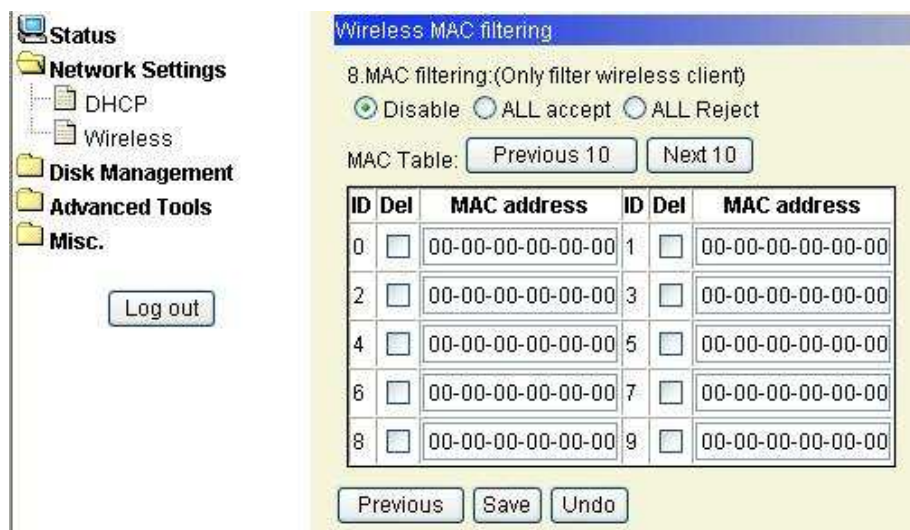 Status
Network Settings
DHCP
Wireless
Disk Management
Advanced Tools
Misc.
Log out
Wireless MAC filtering
8.MAC filtering:(Only filter wireless client)
Disable ALL accept ALL Reject
MAC Table: Previous 10 Next 10
ID Del MAC address ID Del MAC address
0 00-00-00-00-00-00 1 00-00-00-00-00-00
2 00-00-00-00-00-00 3 00-00-00-00-00-00
4 00-00-00-00-00-00 5 00-00-00-00-00-00
6 00-00-00-00-00-00 7 00-00-00-00-00-00
8 00-00-00-00-00-00 9 00-00-00-00-00-00
Previous Save Undo